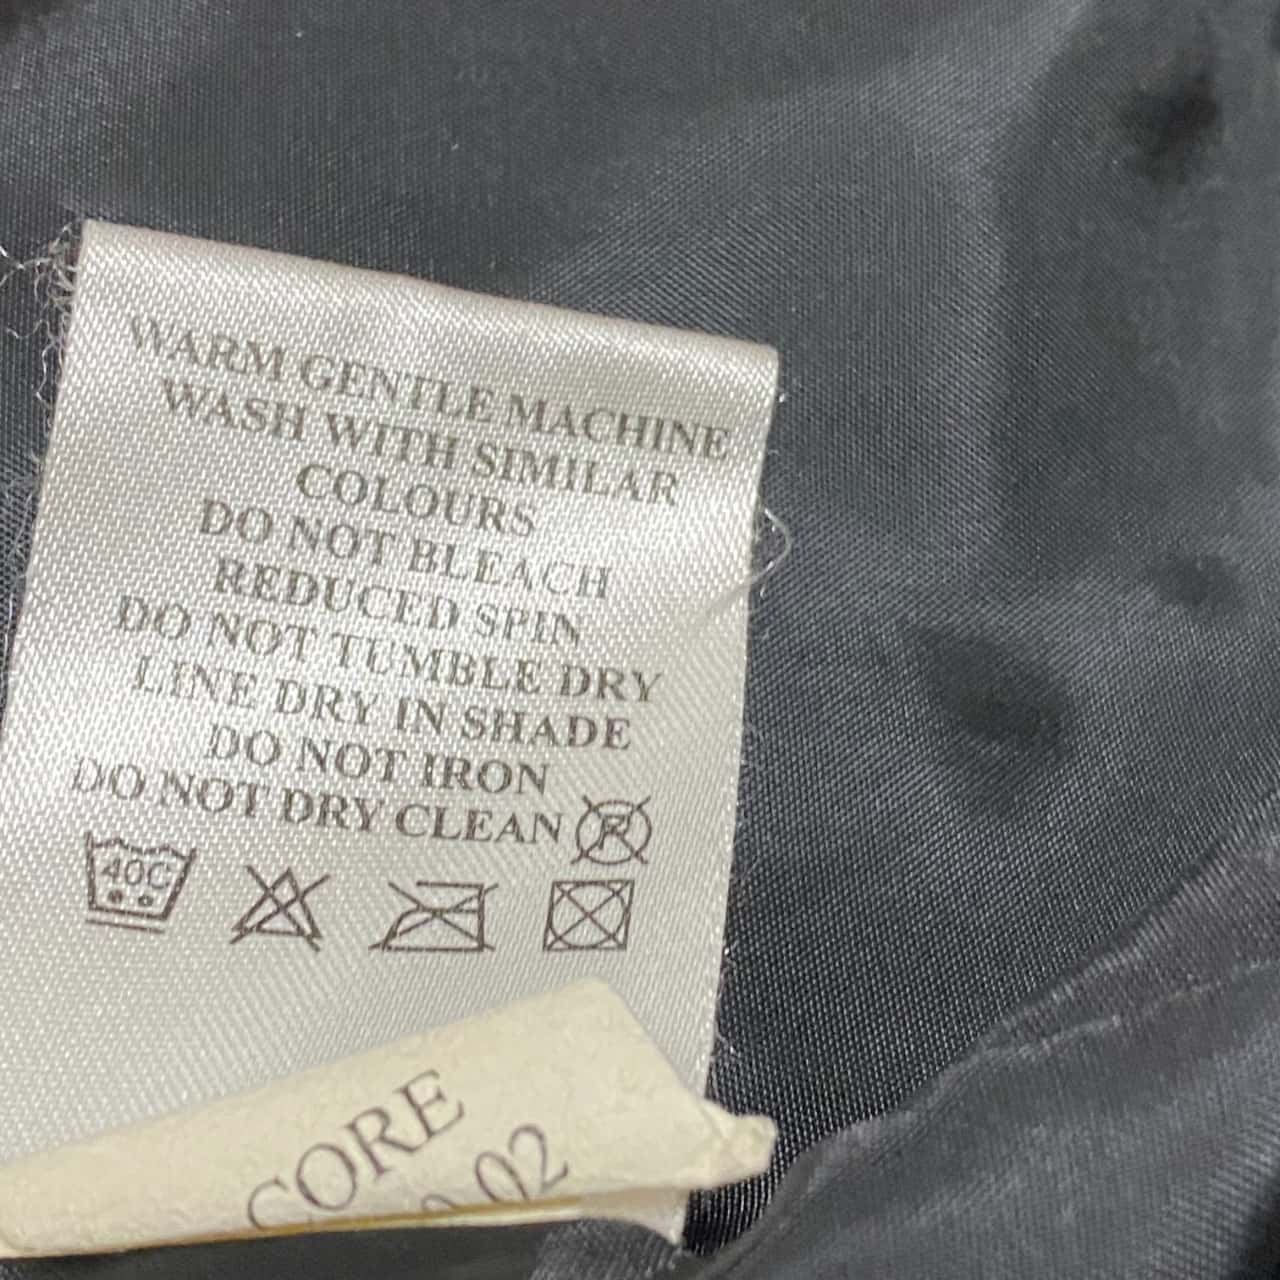 WARM GENTLE MACHINE
WASH WITH SIMILAR
COLOURS
DO NOT BLEACH
REDUCED SPIN
DO NOT TUMBLE DRY
LINE DRY IN SHADE
DO NOT IRON
DO NOT DRY CLEAN P
40C
CORE
02